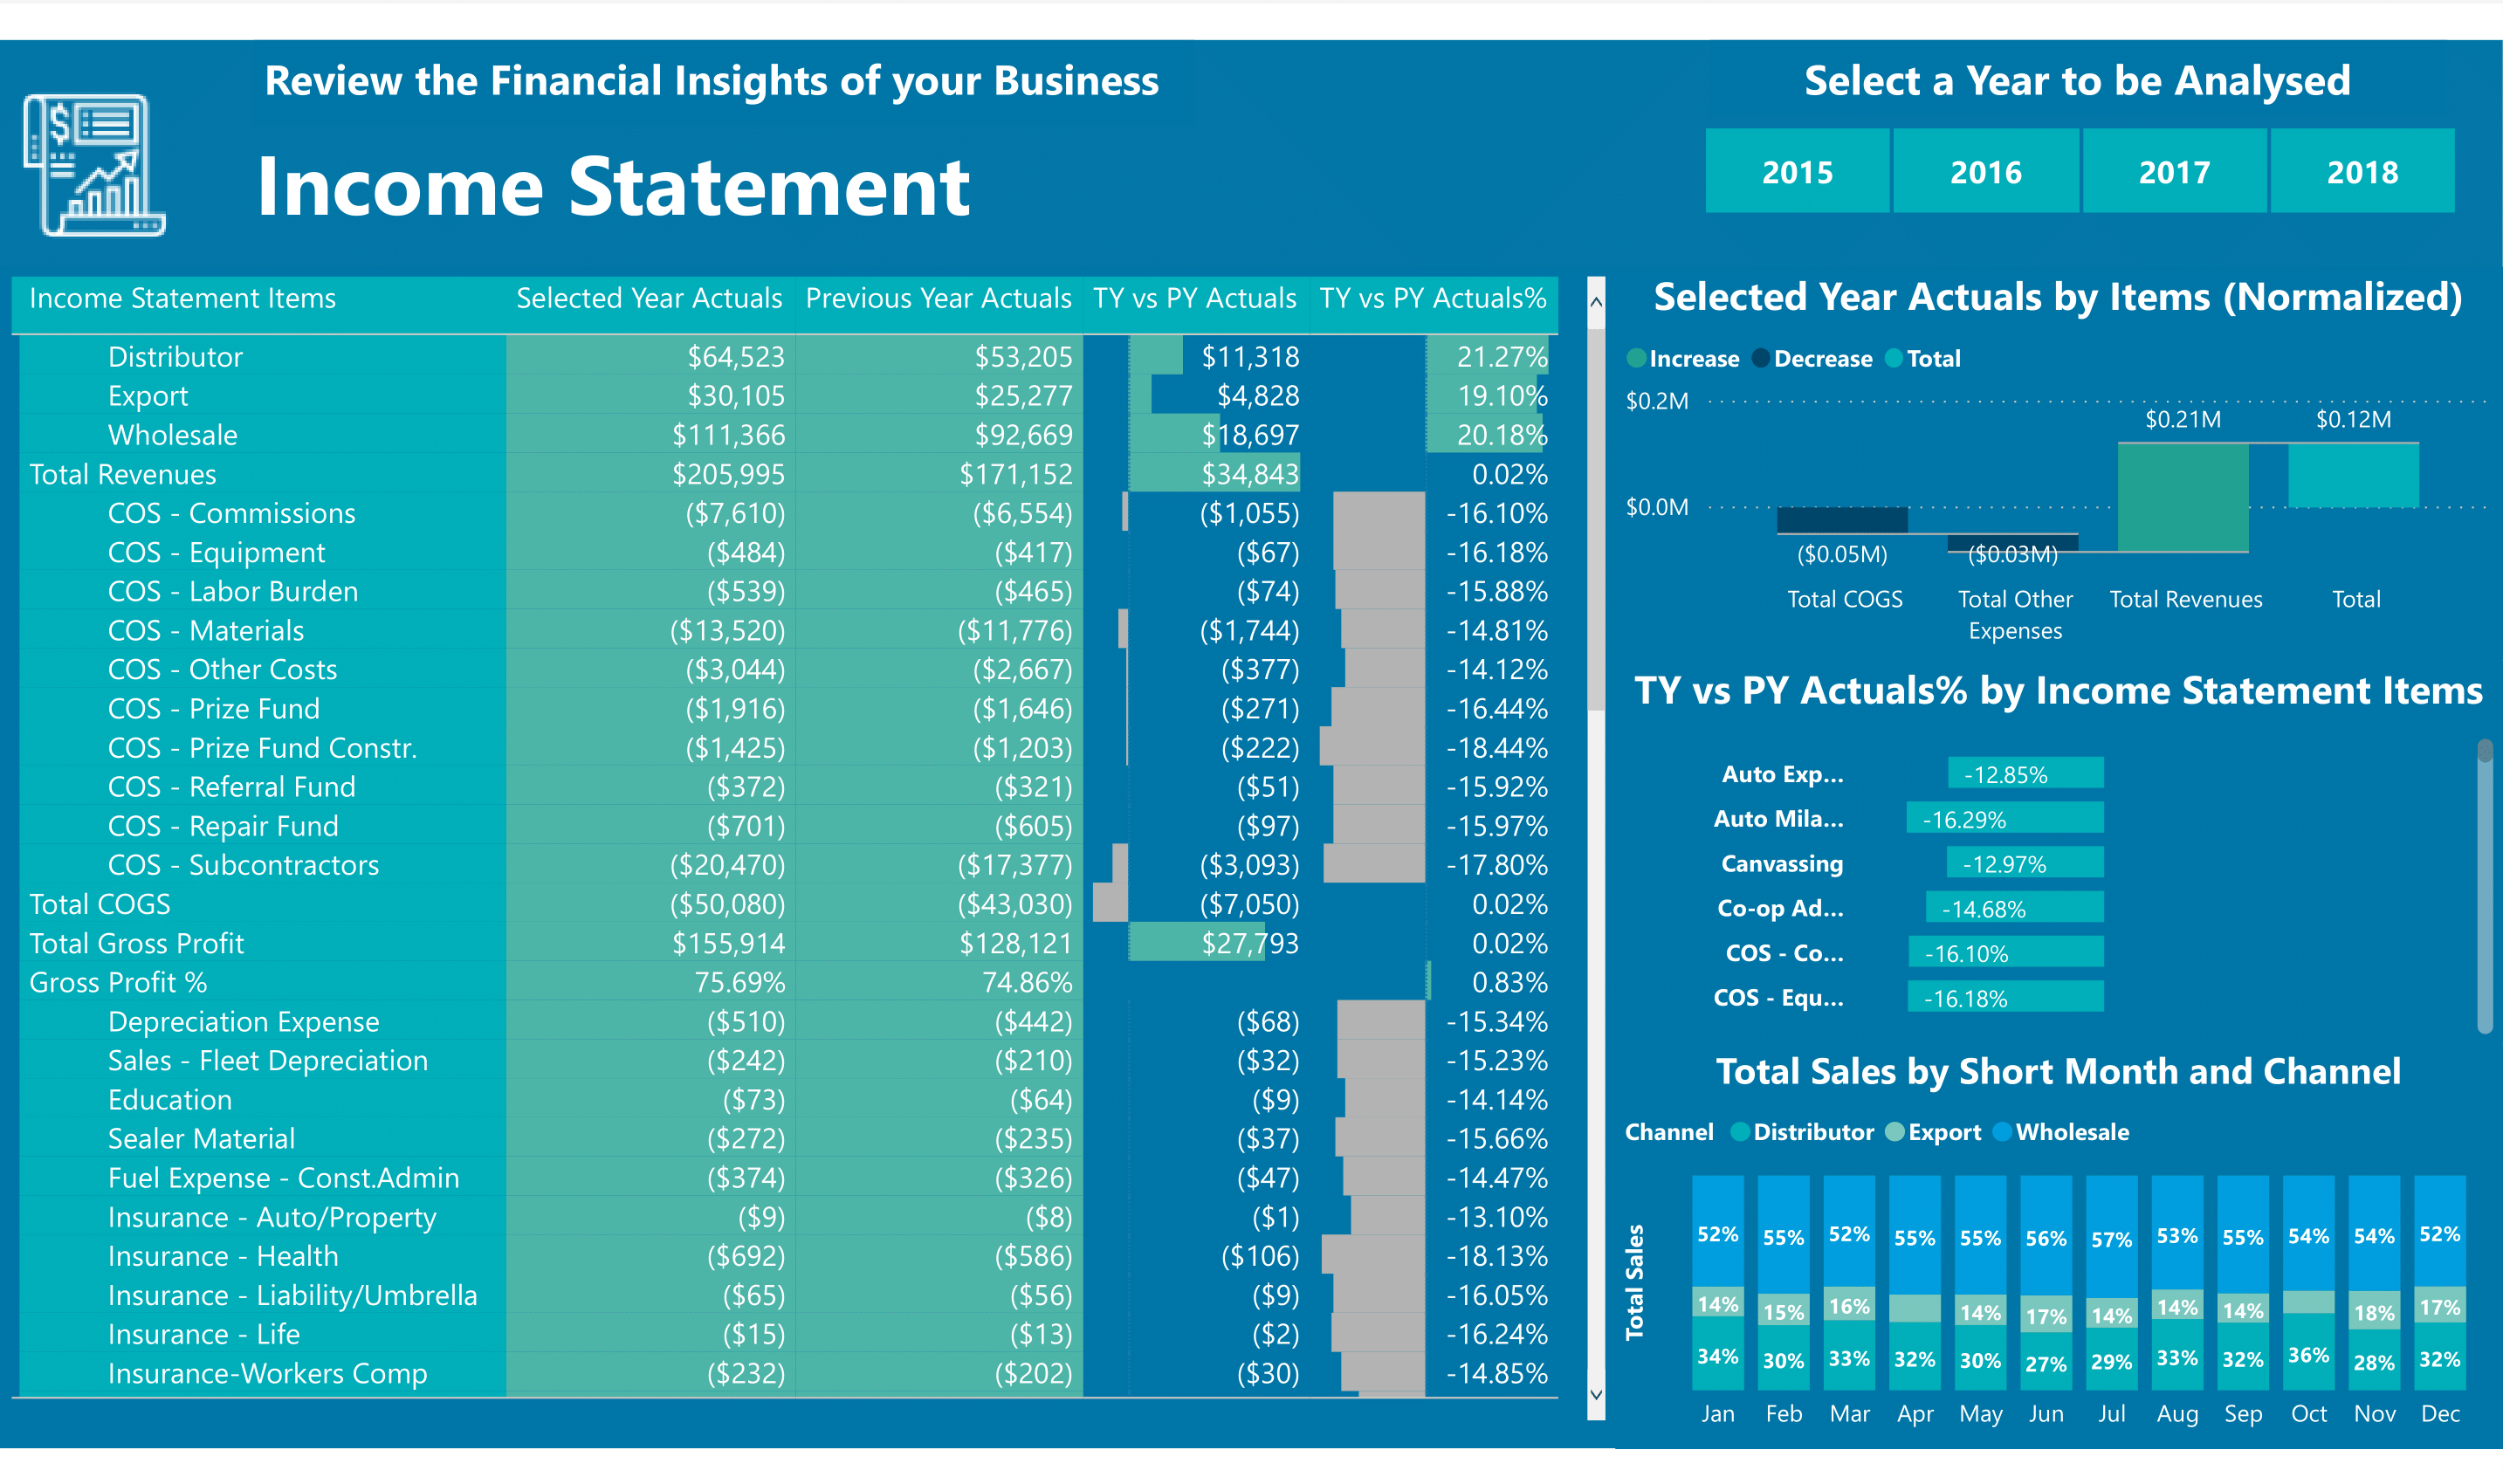 Review the Financial Insights of your Business
Income Statement
Select a Year to be Analysed
2015 2016 2017 2018
Income Statement Items Selected Year Actuals Previous Year Actuals TY vs PY Actuals TY vs PY Actuals%
Distributor $64,523 $53,205 $11,318 21.27%
Export $30,105 $25,277 $4,828 19.10%
Wholesale $111,366 $92,669 $18,697 20.18%
Total Revenues $205,995 $171,152 $34,843 0.02%
COS - Commissions ($7,610) ($6,554) ($1,055) -16.10%
COS - Equipment ($484) ($417) ($67) -16.18%
COS - Labor Burden ($539) ($465) ($74) -15.88%
COS - Materials ($13,520) ($11,776) ($1,744) -14.81%
COS - Other Costs ($3,044) ($2,667) ($377) -14.12%
COS - Prize Fund ($1,916) ($1,646) ($271) -16.44%
COS - Prize Fund Constr. ($1,425) ($1,203) ($222) -18.44%
COS - Referral Fund ($372) ($321) ($51) -15.92%
COS - Repair Fund ($701) ($605) ($97) -15.97%
COS - Subcontractors ($20,470) ($17,377) ($3,093) -17.80%
Total COGS ($50,080) ($43,030) ($7,050) 0.02%
Total Gross Profit $155,914 $128,121 $27,793 0.02%
Gross Profit % 75.69% 74.86% 0.83%
Depreciation Expense ($510) ($442) ($68) -15.34%
Sales - Fleet Depreciation ($242) ($210) ($32) -15.23%
Education ($73) ($64) ($9) -14.14%
Sealer Material ($272) ($235) ($37) -15.66%
Fuel Expense - Const.Admin ($374) ($326) ($47) -14.47%
Insurance - Auto/Property ($9) ($8) ($1) -13.10%
Insurance - Health ($692) ($586) ($106) -18.13%
Insurance - Liability/Umbrella ($65) ($56) ($9) -16.05%
Insurance - Life ($15) ($13) ($2) -16.24%
Insurance-Workers Comp ($232) ($202) ($30) -14.85%
Selected Year Actuals by Items (Normalized)
Increase Decrease Total
$0.2M
$0.21M $0.12M
$0.0M
($0.05M) ($0.03M)
Total COGS Total Other Expenses Total Revenues Total
TY vs PY Actuals% by Income Statement Items
Auto Exp... -12.85%
Auto Mila... -16.29%
Canvassing -12.97%
Co-op Ad... -14.68%
COS - Co... -16.10%
COS - Equ... -16.18%
Total Sales by Short Month and Channel
Channel Distributor Export Wholesale
Total Sales
52% 55% 52% 55% 55% 56% 57% 53% 55% 54% 54% 52%
14% 15% 16% 14% 17% 14% 14% 14% 18% 17%
34% 30% 33% 32% 30% 27% 29% 33% 32% 36% 28% 32%
Jan Feb Mar Apr May Jun Jul Aug Sep Oct Nov Dec